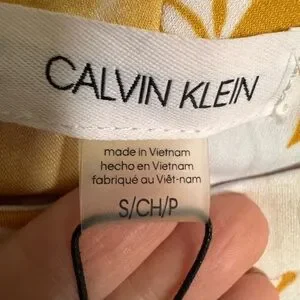 CALVIN KLEIN
made in Vietnam
hecho en Vietnam
fabriqué au Viêt-nam
S/CH/P